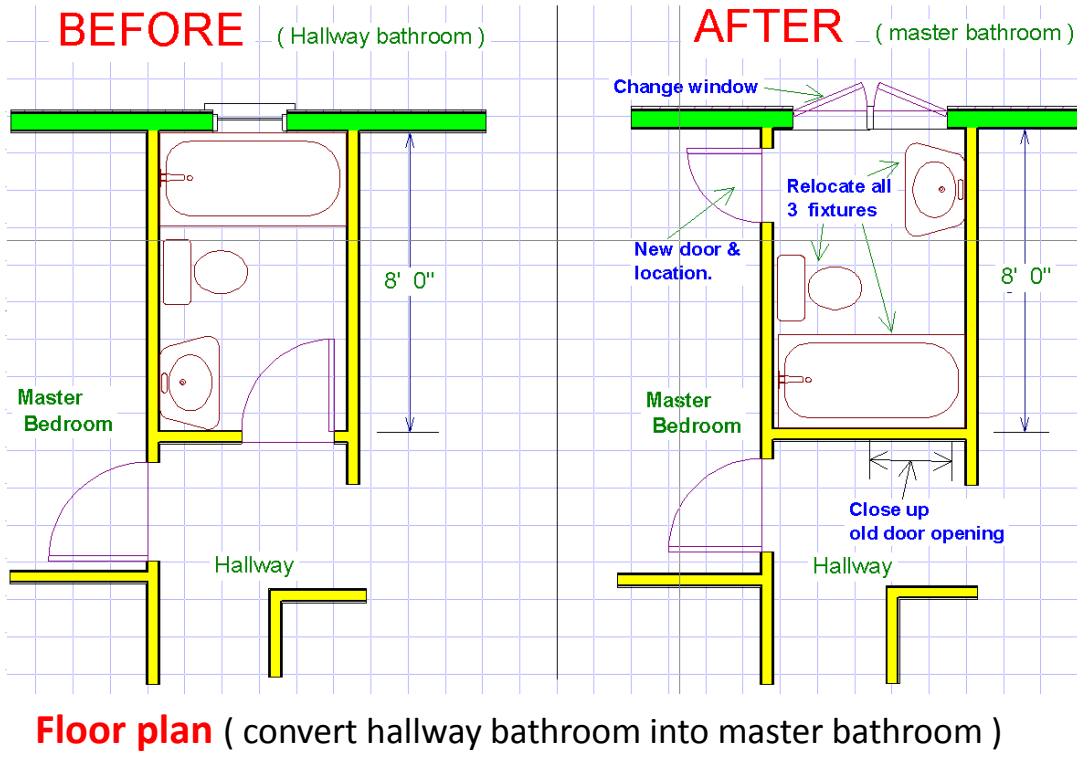 BEFORE ( Hallway bathroom )
8' 0"
Master
Bedroom
Hallway
AFTER ( master bathroom )
Change window
Relocate all
3 fixtures
New door &
location.
8' 0"
Master
Bedroom
Close up
old door opening
Hallway
Floor plan ( convert hallway bathroom into master bathroom )